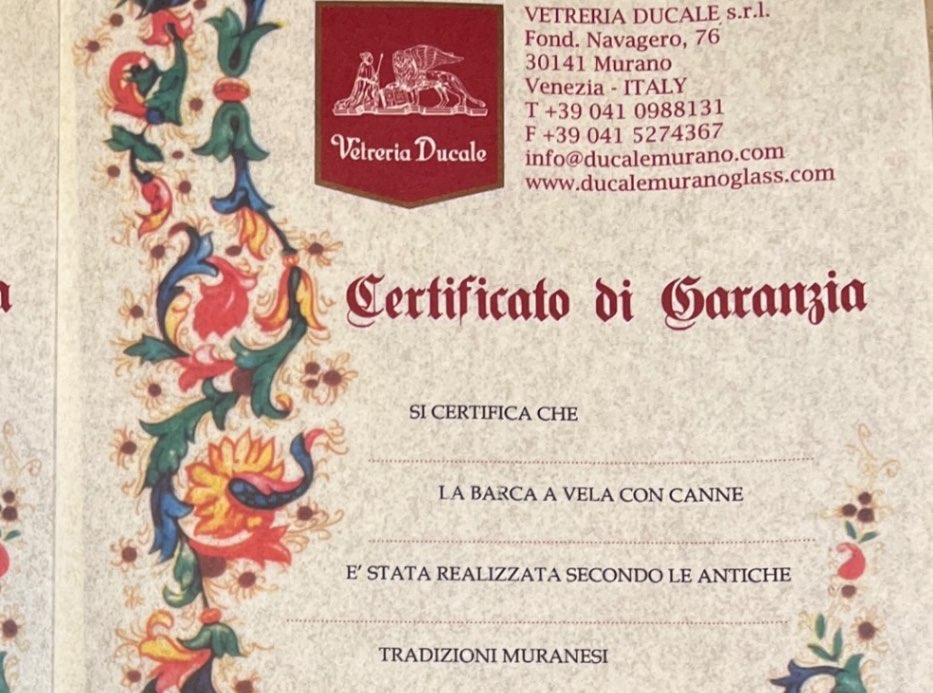 VETRERIA DUCALE s.r.l.
Fond. Navagero, 76
30141 Murano
Venezia - ITALY
T +39 041 0988131
F +39 041 5274367
info@ducalemurano.com
www.ducalemuranoglass.com
Vetreria Ducale
a
Certificato di Garanzia
SI CERTIFICA CHE
LA BARCA A VELA CON CANNE
E' STATA REALIZZATA SECONDO LE ANTICHE
TRADIZIONI MURANESI